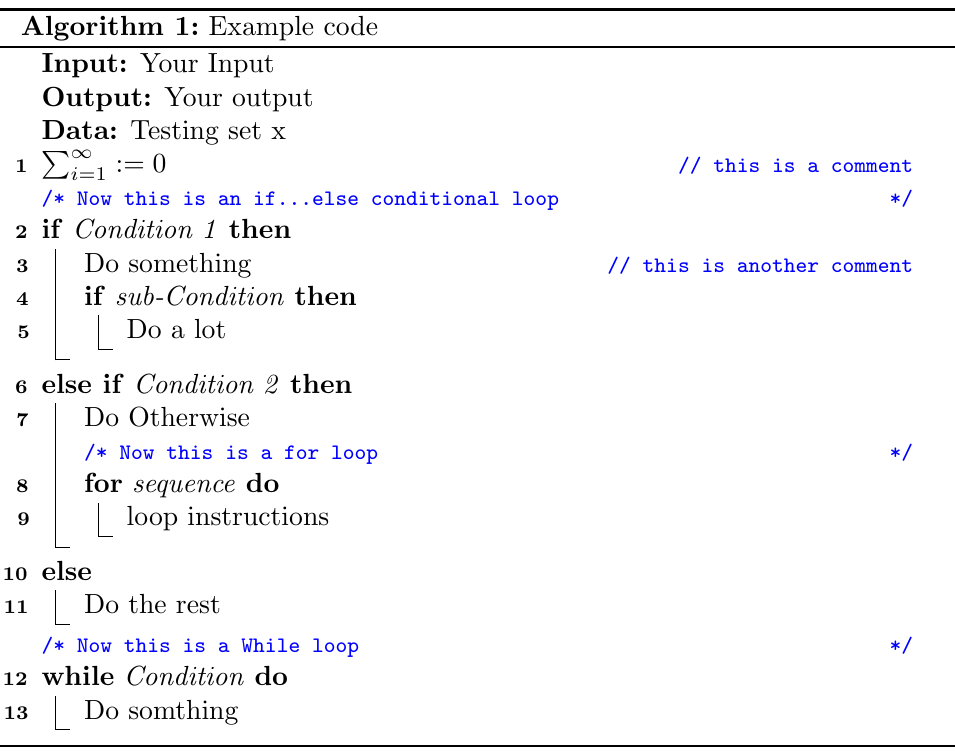 Algorithm 1: Example code
Input: Your Input
Output: Your output
Data: Testing set x
1 ∑_{i=1}^{∞} := 0 // this is a comment
/* Now this is an if...else conditional loop */
2 if Condition 1 then
3 Do something // this is another comment
4 if sub-Condition then
5 Do a lot
6 else if Condition 2 then
7 Do Otherwise
/* Now this is a for loop */
8 for sequence do
9 loop instructions
10 else
11 Do the rest
/* Now this is a While loop */
12 while Condition do
13 Do somthing